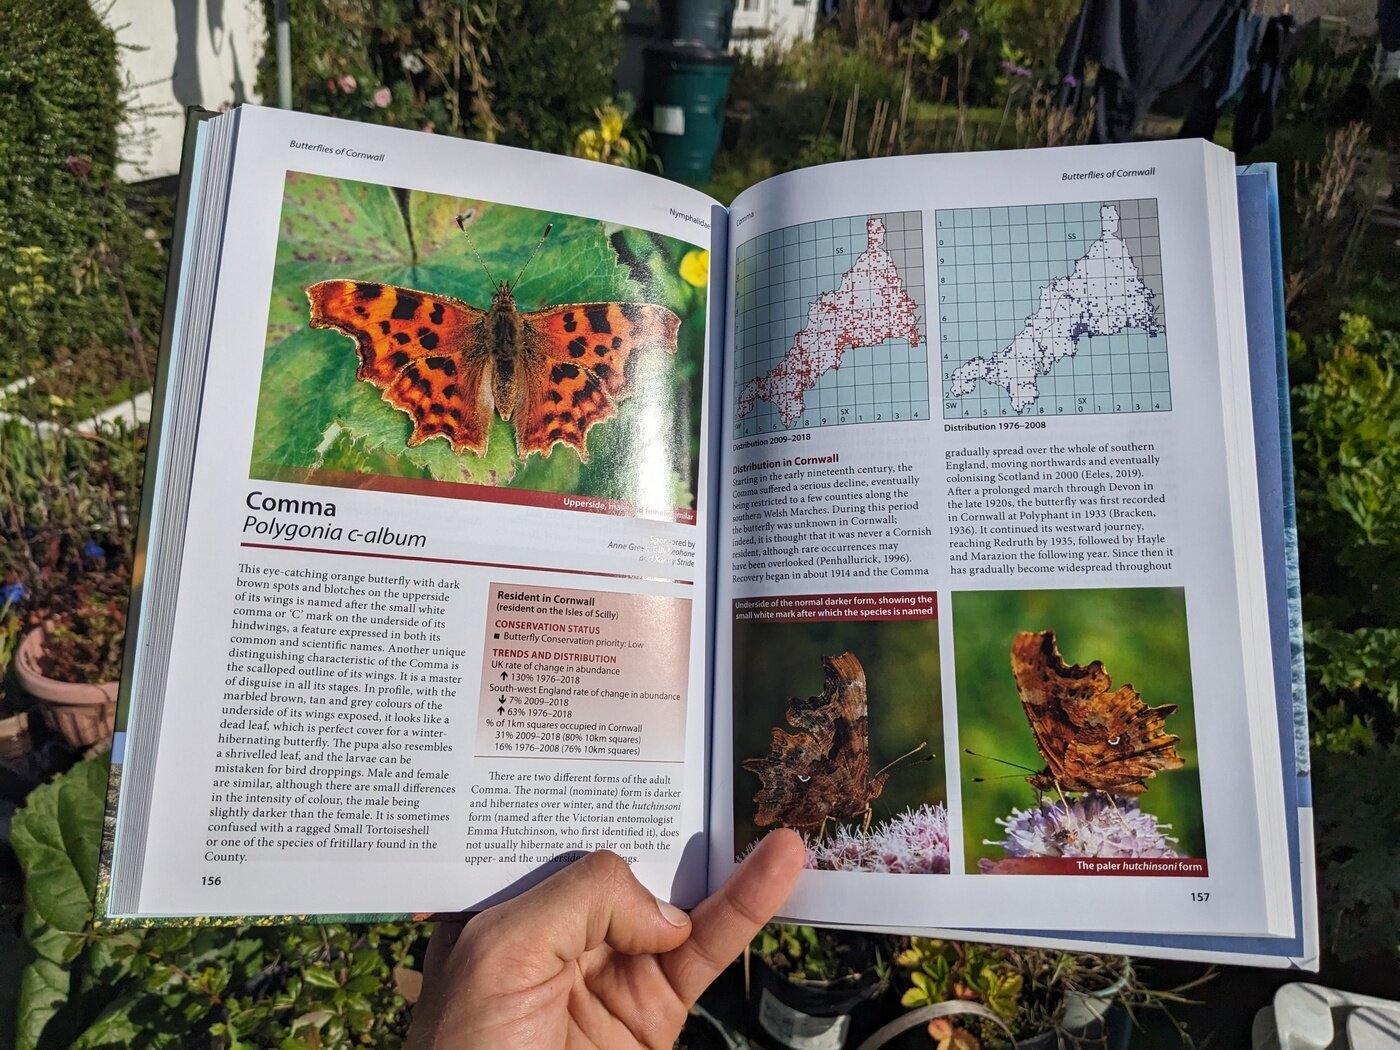 Butterflies of Cornwall
Nymphalidae
Upperside, male and female similar
Comma
Polygonia c-album
Sponsored by
Anne Greg
and Stride
This eye-catching orange butterfly with dark
brown spots and blotches on the upperside
of its wings is named after the small white
comma or ‘C’ mark on the underside of its
hindwings, a feature expressed in both its
common and scientific names. Another unique
distinguishing characteristic of the Comma is
the scalloped outline of its wings. It is a master
of disguise in all its stages. In profile, with the
marbled brown, tan and grey colours of the
underside of its wings exposed, it looks like a
dead leaf, which is perfect cover for a winter-
hibernating butterfly. The pupa also resembles
a shrivelled leaf, and the larvae can be
mistaken for bird droppings. Male and female
are similar, although there are small differences
in the intensity of colour, the male being
slightly darker than the female. It is sometimes
confused with a ragged Small Tortoiseshell
or one of the species of fritillary found in the
County.
Resident in Cornwall
(resident on the Isles of Scilly)
CONSERVATION STATUS
■ Butterfly Conservation priority: Low
TRENDS AND DISTRIBUTION
UK rate of change in abundance
↑ 130% 1976–2018
South-west England rate of change in abundance
↓ 7% 2009–2018
↑ 63% 1976–2018
% of 1km squares occupied in Cornwall
31% 2009–2018 (80% 10km squares)
16% 1976–2008 (76% 10km squares)
There are two different forms of the adult
Comma. The normal (nominate) form is darker
and hibernates over winter, and the hutchinsoni
form (named after the Victorian entomologist
Emma Hutchinson, who first identified it), does
not usually hibernate and is paler on both the
upper- and the underside wings.
156
Comma
Butterflies of Cornwall
SS
SW
SX
7 8 9 0 1 2 3 4
Distribution 2009–2018
1
0
9
8
7
6
5
4
3
2
SS
SW
SX
4 5 6 7 8 9 0 1 2 3 4
Distribution 1976–2008
Distribution in Cornwall
Starting in the early nineteenth century, the
Comma suffered a serious decline, eventually
being restricted to a few counties along the
southern Welsh Marches. During this period
the butterfly was unknown in Cornwall;
indeed, it is thought that it was never a Cornish
resident, although rare occurrences may
have been overlooked (Penhallurick, 1996).
Recovery began in about 1914 and the Comma
gradually spread over the whole of southern
England, moving northwards and eventually
colonising Scotland in 2000 (Eeles, 2019).
After a prolonged march through Devon in
the late 1920s, the butterfly was first recorded
in Cornwall at Polyphant in 1933 (Bracken,
1936). It continued its westward journey,
reaching Redruth by 1935, followed by Hayle
and Marazion the following year. Since then it
has gradually become widespread throughout
Underside of the normal darker form, showing the
small white mark after which the species is named
The paler hutchinsoni form
157